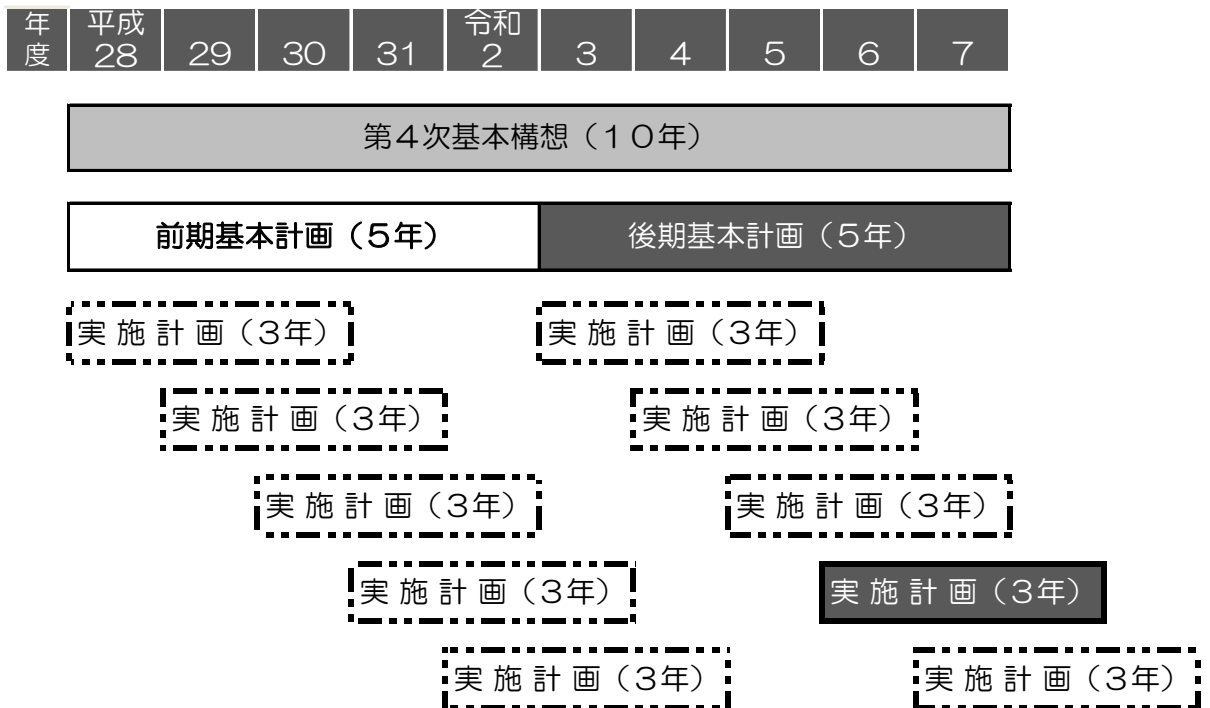 年度 平成28 29 30 31 令和2 3 4 5 6 7
第４次基本構想（１０年）
前期基本計画（５年） 後期基本計画（５年）
実 施 計 画（３年） 実 施 計 画（３年）
実 施 計 画（３年） 実 施 計 画（３年）
実 施 計 画（３年） 実 施 計 画（３年）
実 施 計 画（３年） 実 施 計 画（３年）
実 施 計 画（３年） 実 施 計 画（３年）